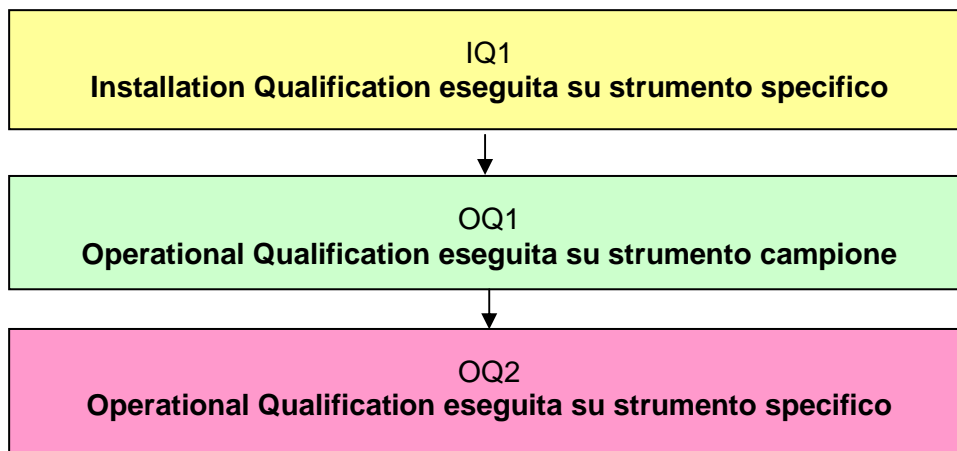 IQ1
Installation Qualification eseguita su strumento specifico
OQ1
Operational Qualification eseguita su strumento campione
OQ2
Operational Qualification eseguita su strumento specifico